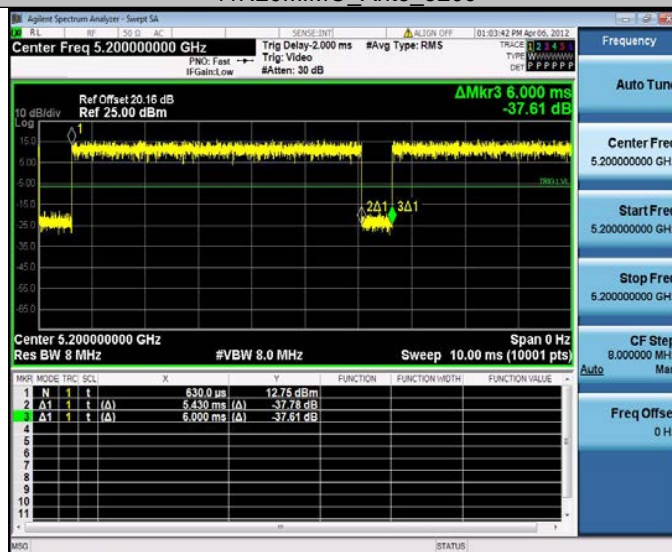 Agilent Spectrum Analyzer - Swept SA
RL RF 50 Ω AC SENSE:INT ALIGN OFF 01:03:42 PM Apr 06, 2012
Center Freq 5.200000000 GHz
PNO: Fast
IFGain:Low
Trig Delay-2.000 ms
Trig: Video
#Atten: 30 dB
#Avg Type: RMS
TRACE 1 2 3 4 5 6
TYPE
DET P P P P P P
Ref Offset 20.16 dB
Ref 25.00 dBm
10 dB/div
Log
ΔMkr3 6.000 ms
-37.61 dB
15.0
5.00
-5.00
-15.0
-25.0
-35.0
-45.0
-55.0
-65.0
1
2Δ1
3Δ1
TRIG LVL
Center 5.200000000 GHz
Span 0 Hz
Res BW 8 MHz
#VBW 8.0 MHz
Sweep 10.00 ms (10001 pts)
MKR MODE TRC SCL X Y FUNCTION FUNCTION WIDTH FUNCTION VALUE
1 N 1 t 630.0 µs 12.75 dBm
2 Δ1 1 t (Δ) 5.430 ms (Δ) -37.78 dB
3 Δ1 1 t (Δ) 6.000 ms (Δ) -37.61 dB
4
5
6
7
8
9
10
11
MSG
STATUS
Frequency
Auto Tune
Center Freq
5.200000000 GHz
Start Freq
5.200000000 GHz
Stop Freq
5.200000000 GHz
CF Step
8.000000 MHz
Auto Man
Freq Offset
0 Hz